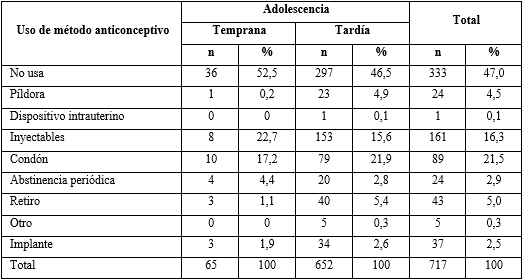 Uso de método anticonceptivo Adolescencia Total
Temprana Tardía
n % n % n %
No usa 36 52,5 297 46,5 333 47,0
Píldora 1 0,2 23 4,9 24 4,5
Dispositivo intrauterino 0 0 1 0,1 1 0,1
Inyectables 8 22,7 153 15,6 161 16,3
Condón 10 17,2 79 21,9 89 21,5
Abstinencia periódica 4 4,4 20 2,8 24 2,9
Retiro 3 1,1 40 5,4 43 5,0
Otro 0 0 5 0,3 5 0,3
Implante 3 1,9 34 2,6 37 2,5
Total 65 100 652 100 717 100